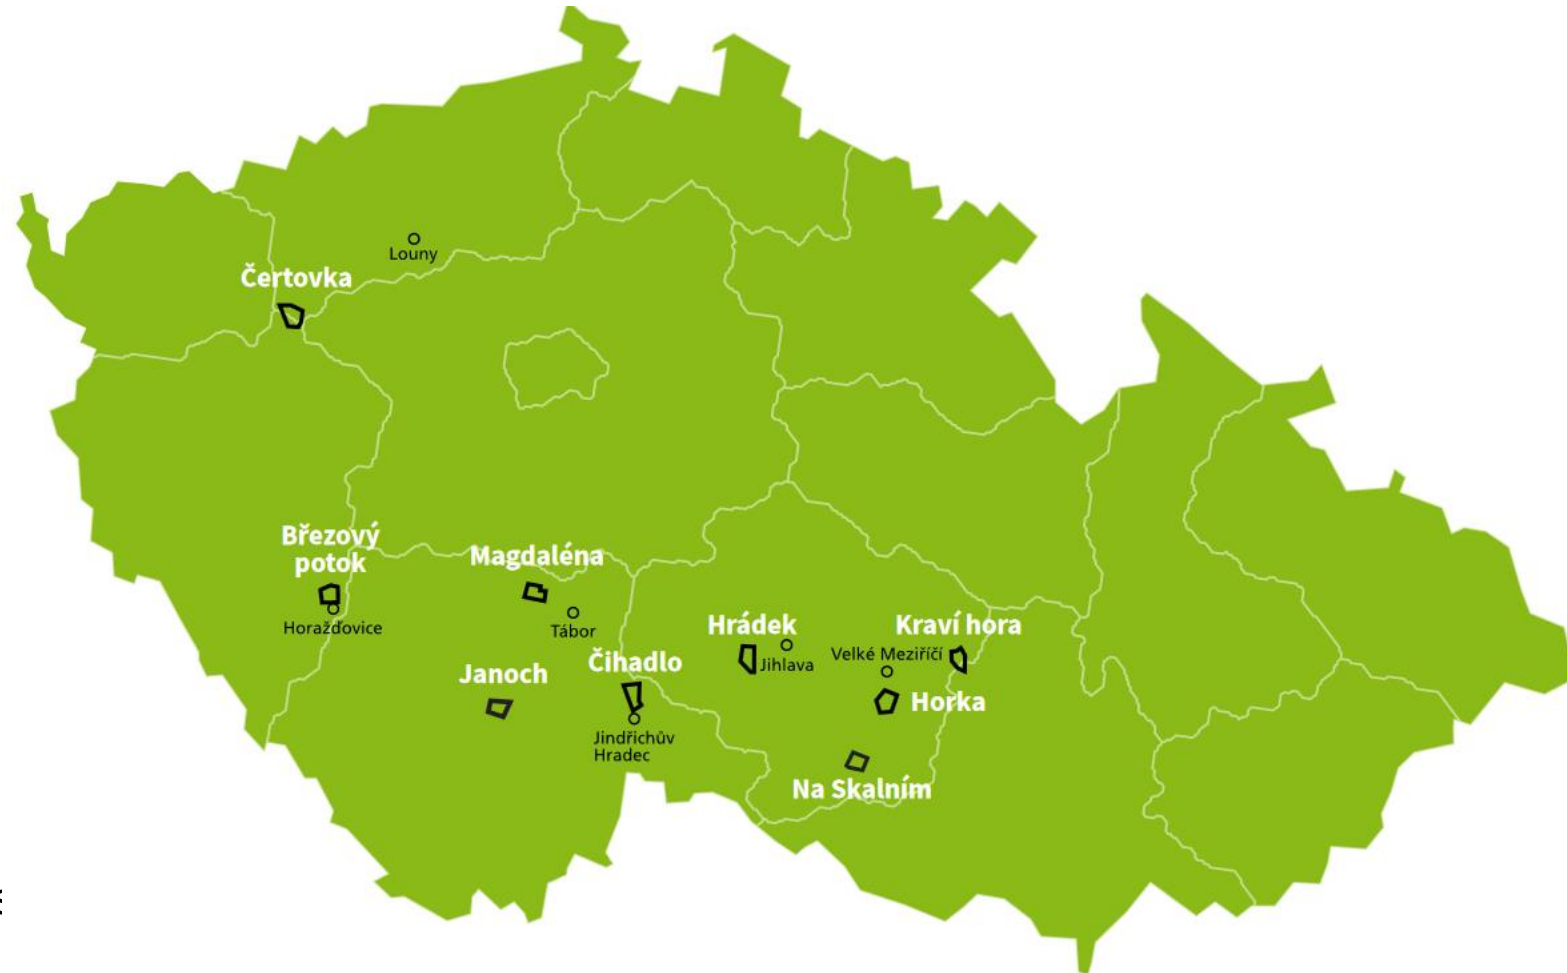 Louny
Čertovka
Březový
potok
Horažďovice
Magdaléna
Tábor
Janoch
Čihadlo
Jindřichův
Hradec
Hrádek
Jihlava
Kraví hora
Velké Meziříčí
Horka
Na Skalním